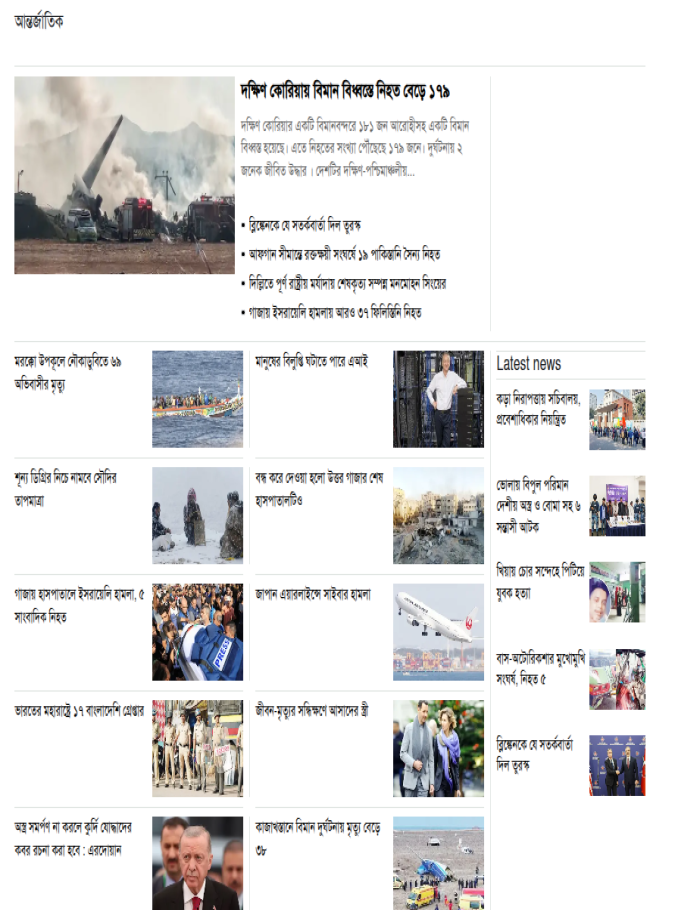 আন্তর্জাতিক
দক্ষিণ কোরিয়ায় বিমান বিধ্বস্তে নিহত বেড়ে ১৭৯
দক্ষিণ কোরিয়ার একটি বিমানবন্দরে ১৮১ জন আরোহীসহ একটি বিমান
বিধ্বস্ত হয়েছে। এতে নিহতের সংখ্যা পৌঁছেছে ১৭৯ জনে। দুর্ঘটনায় ২
জনেক জীবিত উদ্ধার । দেশটির দক্ষিণ-পশ্চিমাঞ্চলীয়...
▪ ব্লিঙ্কেনকে যে সতর্কবার্তা দিল তুরস্ক
▪ আফগান সীমান্তে রক্তক্ষয়ী সংঘর্ষে ১৯ পাকিস্তানি সৈন্য নিহত
▪ দিল্লিতে পূর্ণ রাষ্ট্রীয় মর্যাদায় শেষকৃত্য সম্পন্ন মনমোহন সিংয়ের
▪ গাজায় ইসরায়েলি হামলায় আরও ৩৭ ফিলিস্তিনি নিহত
মরক্কো উপকূলে নৌকাডুবিতে ৬৯
অভিবাসীর মৃত্যু
মানুষের বিলুপ্তি ঘটাতে পারে এআই
শূন্য ডিগ্রির নিচে নামবে সৌদির
তাপমাত্রা
বন্ধ করে দেওয়া হলো উত্তর গাজার শেষ
হাসপাতালটিও
গাজায় হাসপাতালে ইসরায়েলি হামলা, ৫
সাংবাদিক নিহত
PRESS
জাপান এয়ারলাইন্সে সাইবার হামলা
ভারতের মহারাষ্ট্রে ১৭ বাংলাদেশি গ্রেপ্তার
জীবন-মৃত্যুর সন্ধিক্ষণে আসাদের স্ত্রী
অস্ত্র সমর্পণ না করলে কুর্দি যোদ্ধাদের
কবর রচনা করা হবে : এরদোয়ান
কাজাখস্তানে বিমান দুর্ঘটনায় মৃত্যু বেড়ে
৩৮
Latest news
কড়া নিরাপত্তায় সচিবালয়,
প্রবেশাধিকার নিয়ন্ত্রিত
ভোলায় বিপুল পরিমান
দেশীয় অস্ত্র ও বোমা সহ ৬
সন্ত্রাসী আটক
খিয়ায় চোর সন্দেহে পিটিয়ে
যুবক হত্যা
বাস-অটোরিকশার মুখোমুখি
সংঘর্ষ, নিহত ৫
ব্লিঙ্কেনকে যে সতর্কবার্তা
দিল তুরস্ক